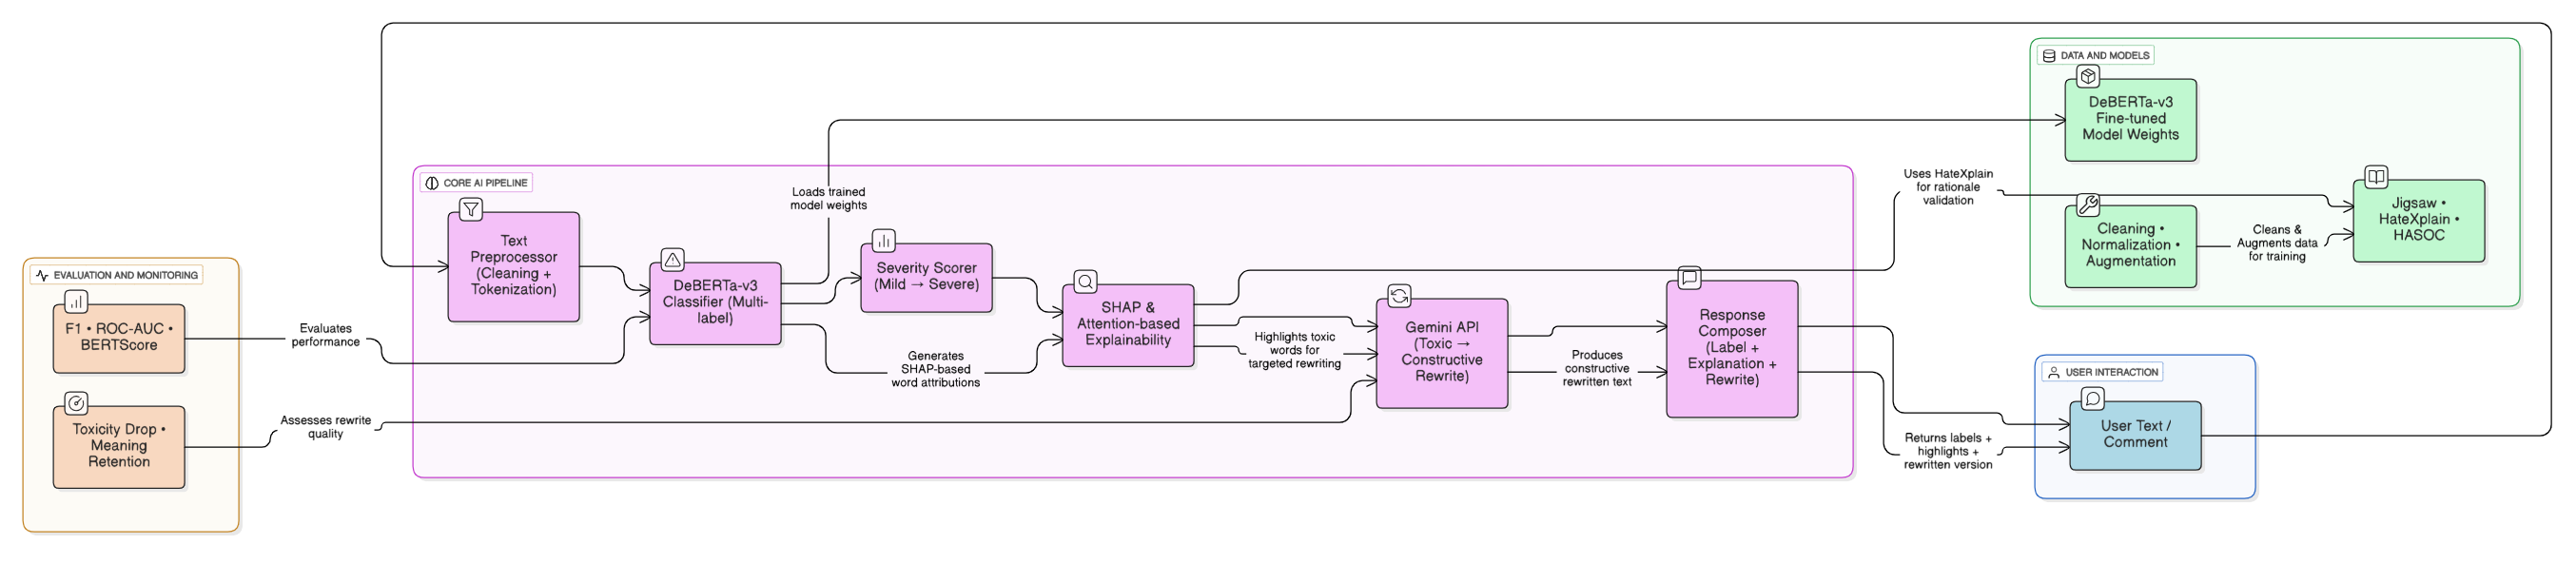 DATA AND MODELS
DeBERTa-v3
Fine-tuned
Model Weights
Uses HateXplain
for rationale
validation
Jigsaw •
HateXplain •
HASOC
Cleaning •
Normalization •
Augmentation
Cleans &
Augments data
for training
CORE AI PIPELINE
Loads trained
model weights
Text
Preprocessor
(Cleaning +
Tokenization)
DeBERTa-v3
Classifier (Multi-
label)
Severity Scorer
(Mild → Severe)
Generates
SHAP-based
word attributions
SHAP &
Attention-based
Explainability
Highlights toxic
words for
targeted rewriting
Gemini API
(Toxic →
Constructive
Rewrite)
Produces
constructive
rewritten text
Response
Composer
(Label +
Explanation +
Rewrite)
EVALUATION AND MONITORING
F1 • ROC-AUC •
BERTScore
Evaluates
performance
Toxicity Drop •
Meaning
Retention
Assesses rewrite
quality
USER INTERACTION
User Text /
Comment
Returns labels +
highlights +
rewritten version